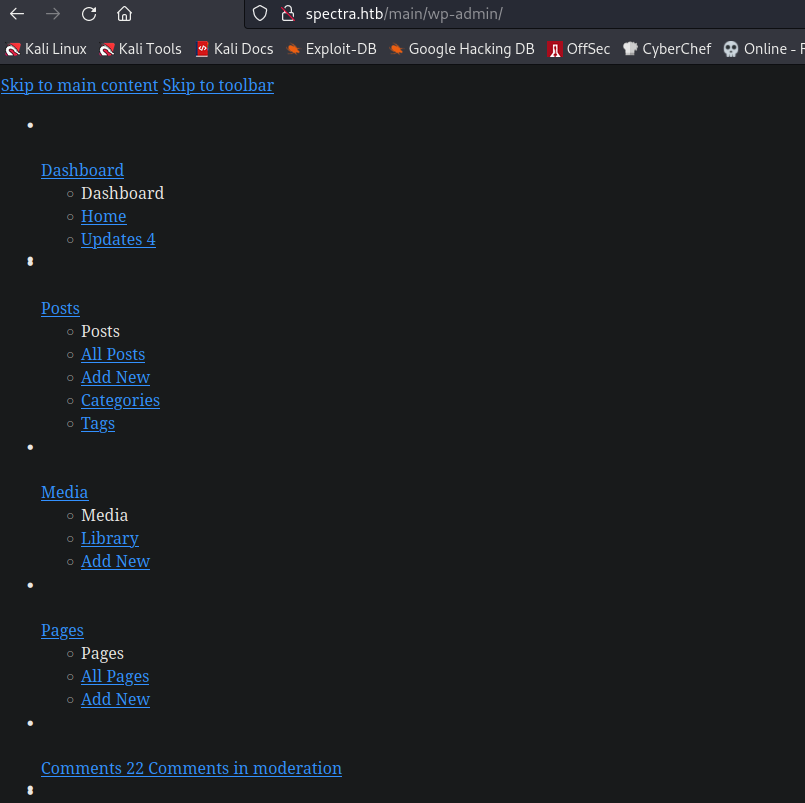 spectra.htb/main/wp-admin/
Kali Linux Kali Tools Kali Docs Exploit-DB Google Hacking DB OffSec CyberChef Online - F
Skip to main content Skip to toolbar
Dashboard
Dashboard
Home
Updates 4
Posts
Posts
All Posts
Add New
Categories
Tags
Media
Media
Library
Add New
Pages
Pages
All Pages
Add New
Comments 22 Comments in moderation